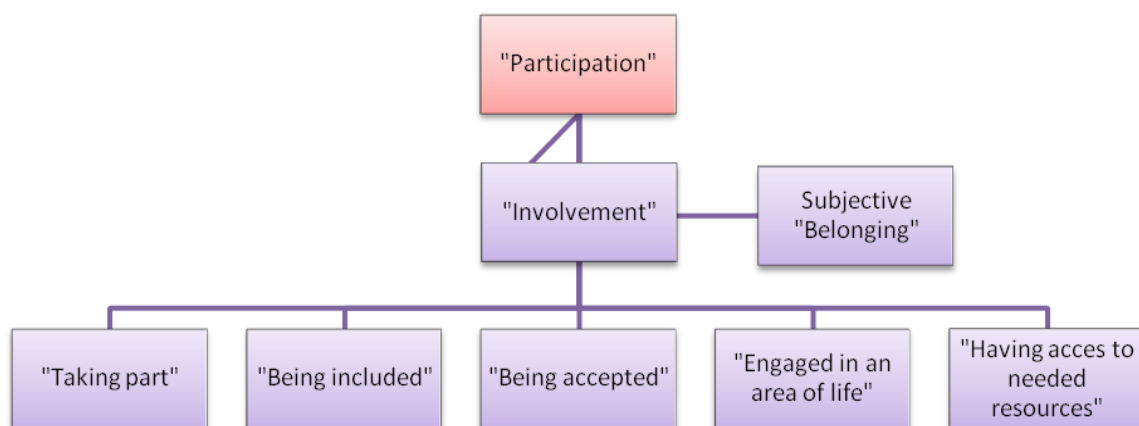 "Participation"
"Involvement"
Subjective
"Belonging"
"Taking part"
"Being included"
"Being accepted"
"Engaged in an
area of life"
"Having acces to
needed
resources"